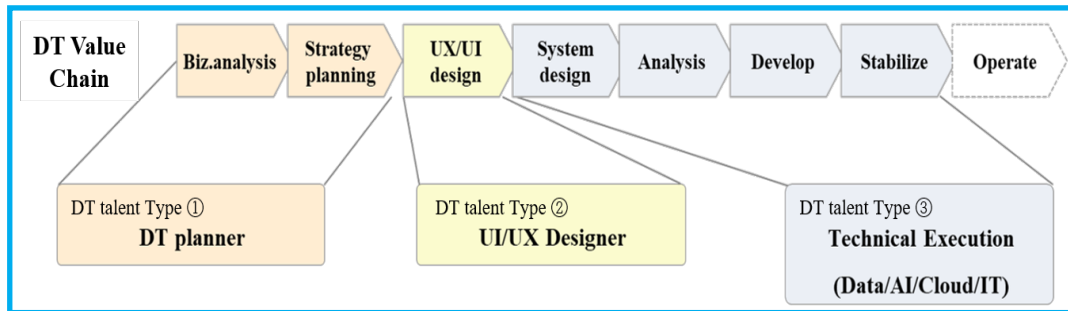 DT Value
Chain
Biz.analysis
Strategy
planning
UX/UI
design
System
design
Analysis
Develop
Stabilize
Operate
DT talent Type ①
DT planner
DT talent Type ②
UI/UX Designer
DT talent Type ③
Technical Execution
(Data/AI/Cloud/IT)